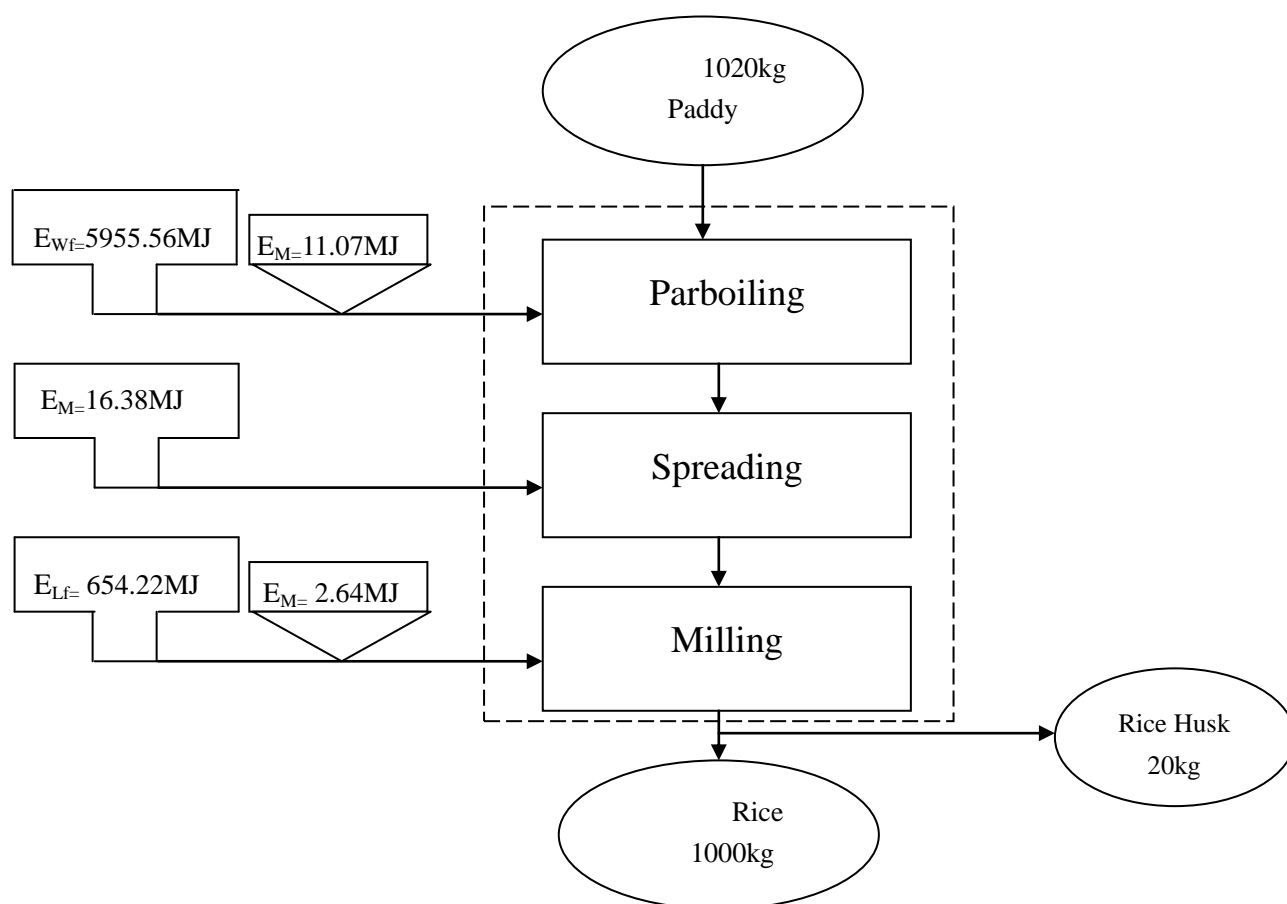 1020kg
Paddy
EWf=5955.56MJ
EM=11.07MJ
Parboiling
EM=16.38MJ
Spreading
ELf= 654.22MJ
EM= 2.64MJ
Milling
Rice Husk
20kg
Rice
1000kg